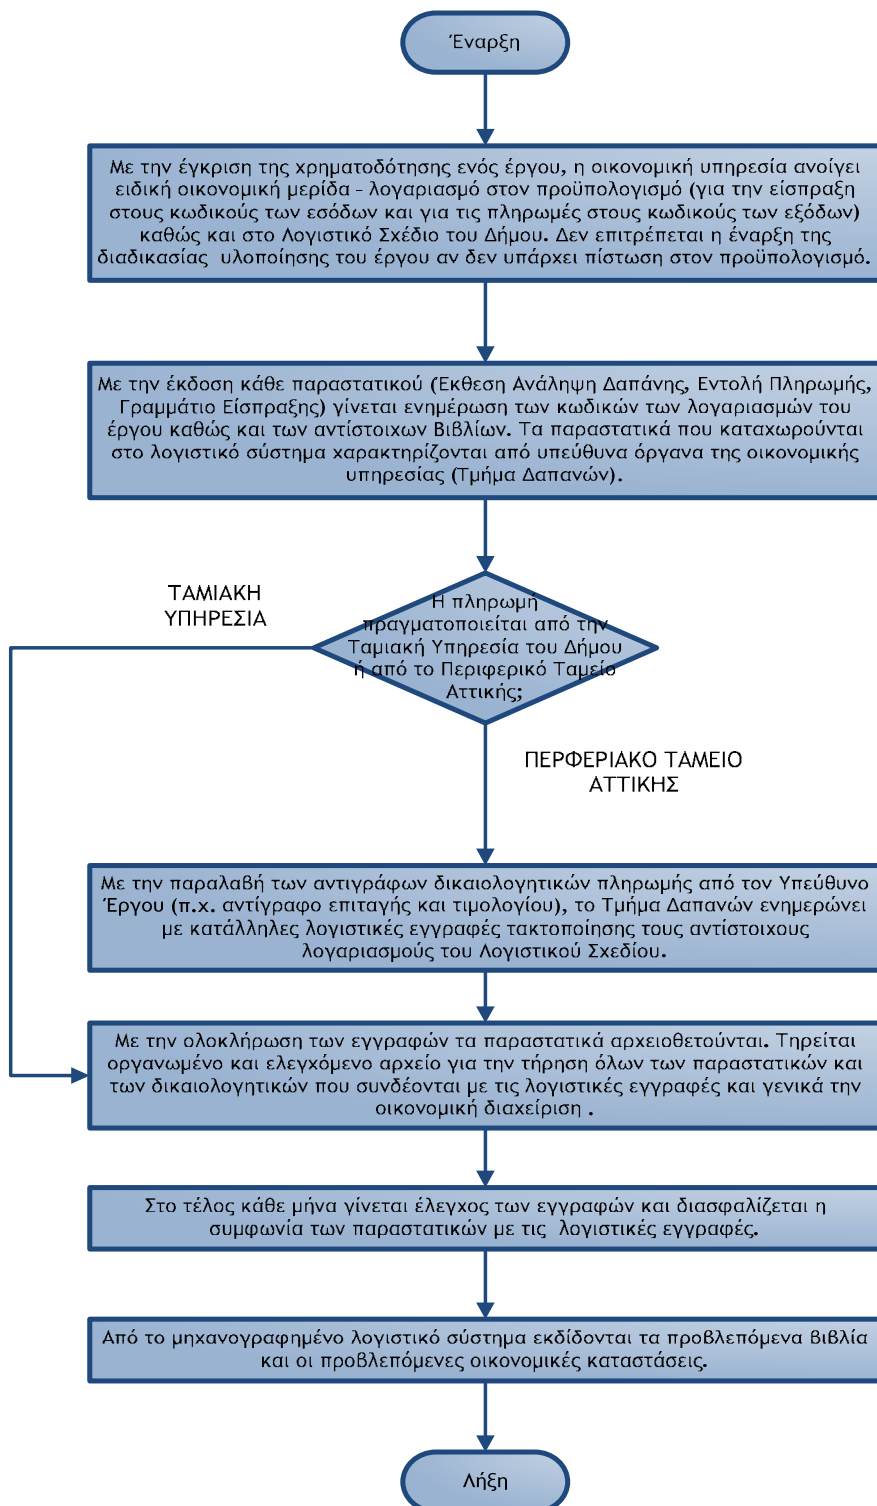 Έναρξη
Με την έγκριση της χρηματοδότησης ενός έργου, η οικονομική υπηρεσία ανοίγει
ειδική οικονομική μερίδα - λογαριασμό στον προϋπολογισμό (για την είσπραξη
στους κωδικούς των εσόδων και για τις πληρωμές στους κωδικούς των εξόδων)
καθώς και στο Λογιστικό Σχέδιο του Δήμου. Δεν επιτρέπεται η έναρξη της
διαδικασίας υλοποίησης του έργου αν δεν υπάρχει πίστωση στον προϋπολογισμό.
Με την έκδοση κάθε παραστατικού (Εκθεση Ανάληψη Δαπάνης, Εντολή Πληρωμής,
Γραμμάτιο Είσπραξης) γίνεται ενημέρωση των κωδικών των λογαριασμών του
έργου καθώς και των αντίστοιχων Βιβλίων. Τα παραστατικά που καταχωρούνται
στο λογιστικό σύστημα χαρακτηρίζονται από υπεύθυνα όργανα της οικονομικής
υπηρεσίας (Τμήμα Δαπανών).
ΤΑΜΙΑΚΗ
ΥΠΗΡΕΣΙΑ
Η πληρωμή
πραγματοποιείται από την
Ταμιακή Υπηρεσία του Δήμου
ή από το Περιφερικό Ταμείο
Αττικής;
ΠΕΡΦΕΡΙΑΚΟ ΤΑΜΕΙΟ
ΑΤΤΙΚΗΣ
Με την παραλαβή των αντιγράφων δικαιολογητικών πληρωμής από τον Υπεύθυνο
Έργου (π.χ. αντίγραφο επιταγής και τιμολογίου), το Τμήμα Δαπανών ενημερώνει
με κατάλληλες λογιστικές εγγραφές τακτοποίησης τους αντίστοιχους
λογαριασμούς του Λογιστικού Σχεδίου.
Με την ολοκλήρωση των εγγραφών τα παραστατικά αρχειοθετούνται. Τηρείται
οργανωμένο και ελεγχόμενο αρχείο για την τήρηση όλων των παραστατικών και
των δικαιολογητικών που συνδέονται με τις λογιστικές εγγραφές και γενικά την
οικονομική διαχείριση .
Στο τέλος κάθε μήνα γίνεται έλεγχος των εγγραφών και διασφαλίζεται η
συμφωνία των παραστατικών με τις λογιστικές εγγραφές.
Από το μηχανογραφημένο λογιστικό σύστημα εκδίδονται τα προβλεπόμενα βιβλία
και οι προβλεπόμενες οικονομικές καταστάσεις.
Λήξη